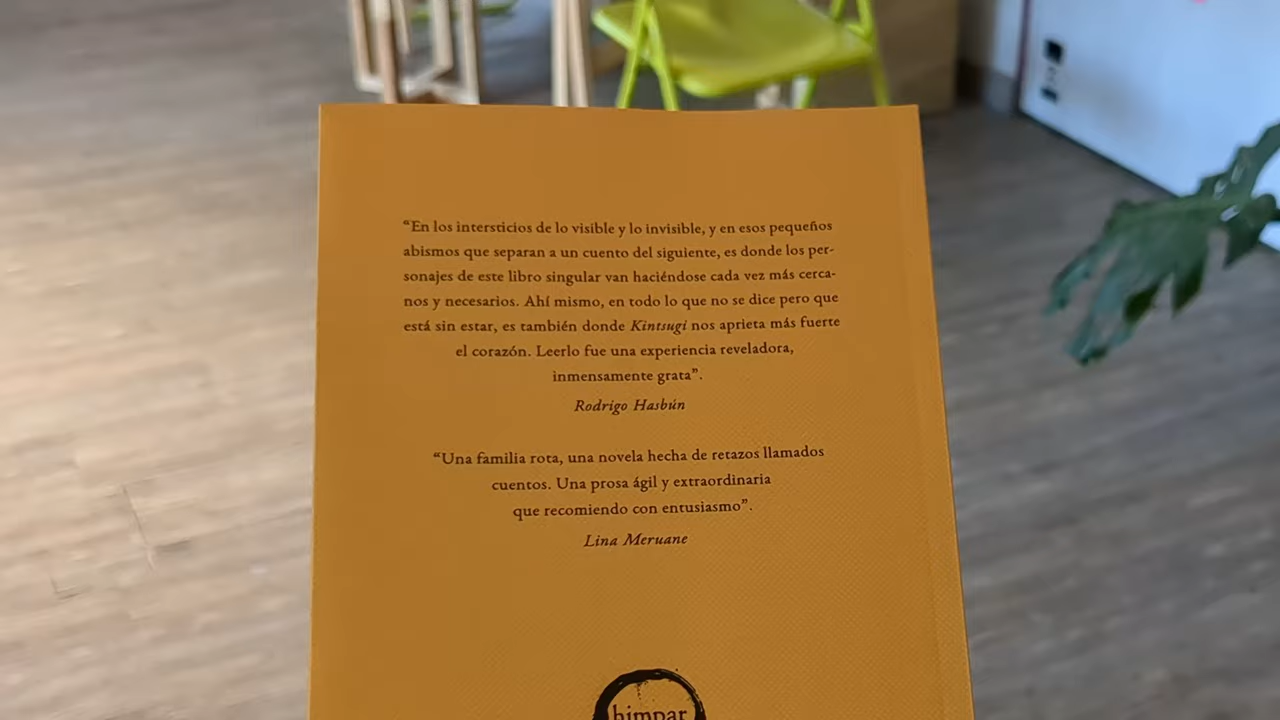 “En los intersticios de lo visible y lo invisible, y en esos pequeños
abismos que separan a un cuento del siguiente, es donde los per-
sonajes de este libro singular van haciéndose cada vez más cerca-
nos y necesarios. Ahí mismo, en todo lo que no se dice pero que
está sin estar, es también donde Kintsugi nos aprieta más fuerte
el corazón. Leerlo fue una experiencia reveladora,
inmensamente grata”.
Rodrigo Hasbún
“Una familia rota, una novela hecha de retazos llamados
cuentos. Una prosa ágil y extraordinaria
que recomiendo con entusiasmo”.
Lina Meruane
himpar